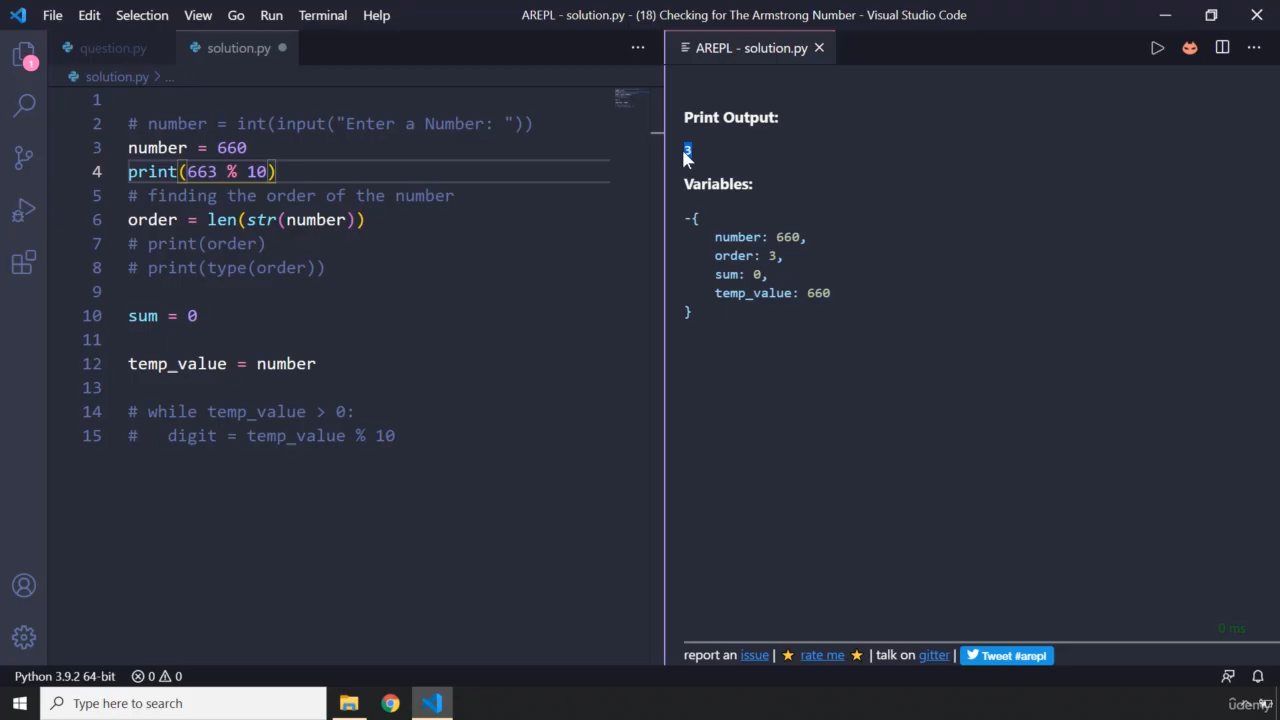 File Edit Selection View Go Run Terminal Help AREPL - solution.py - (18) Checking for The Armstrong Number - Visual Studio Code
question.py solution.py ... AREPL - solution.py
solution.py > ...
1
2 # number = int(input("Enter a Number: "))
3 number = 660
4 print(663 % 10)
5 # finding the order of the number
6 order = len(str(number))
7 # print(order)
8 # print(type(order))
9
10 sum = 0
11
12 temp_value = number
13
14 # while temp_value > 0:
15 #   digit = temp_value % 10
Print Output:
3
Variables:
-{
number: 660,
order: 3,
sum: 0,
temp_value: 660
}
0 ms
report an issue | ⭐ rate me ⭐ | talk on gitter | Tweet #arepl
1
Python 3.9.2 64-bit 0 0
Type here to search
udemy